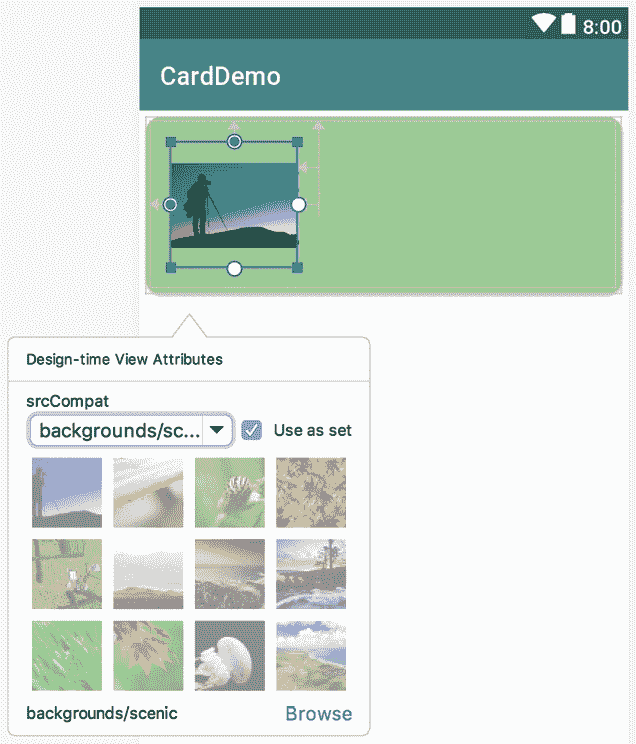 8:00
CardDemo
Design-time View Attributes
srcCompat
backgrounds/sc...
Use as set
backgrounds/scenic
Browse